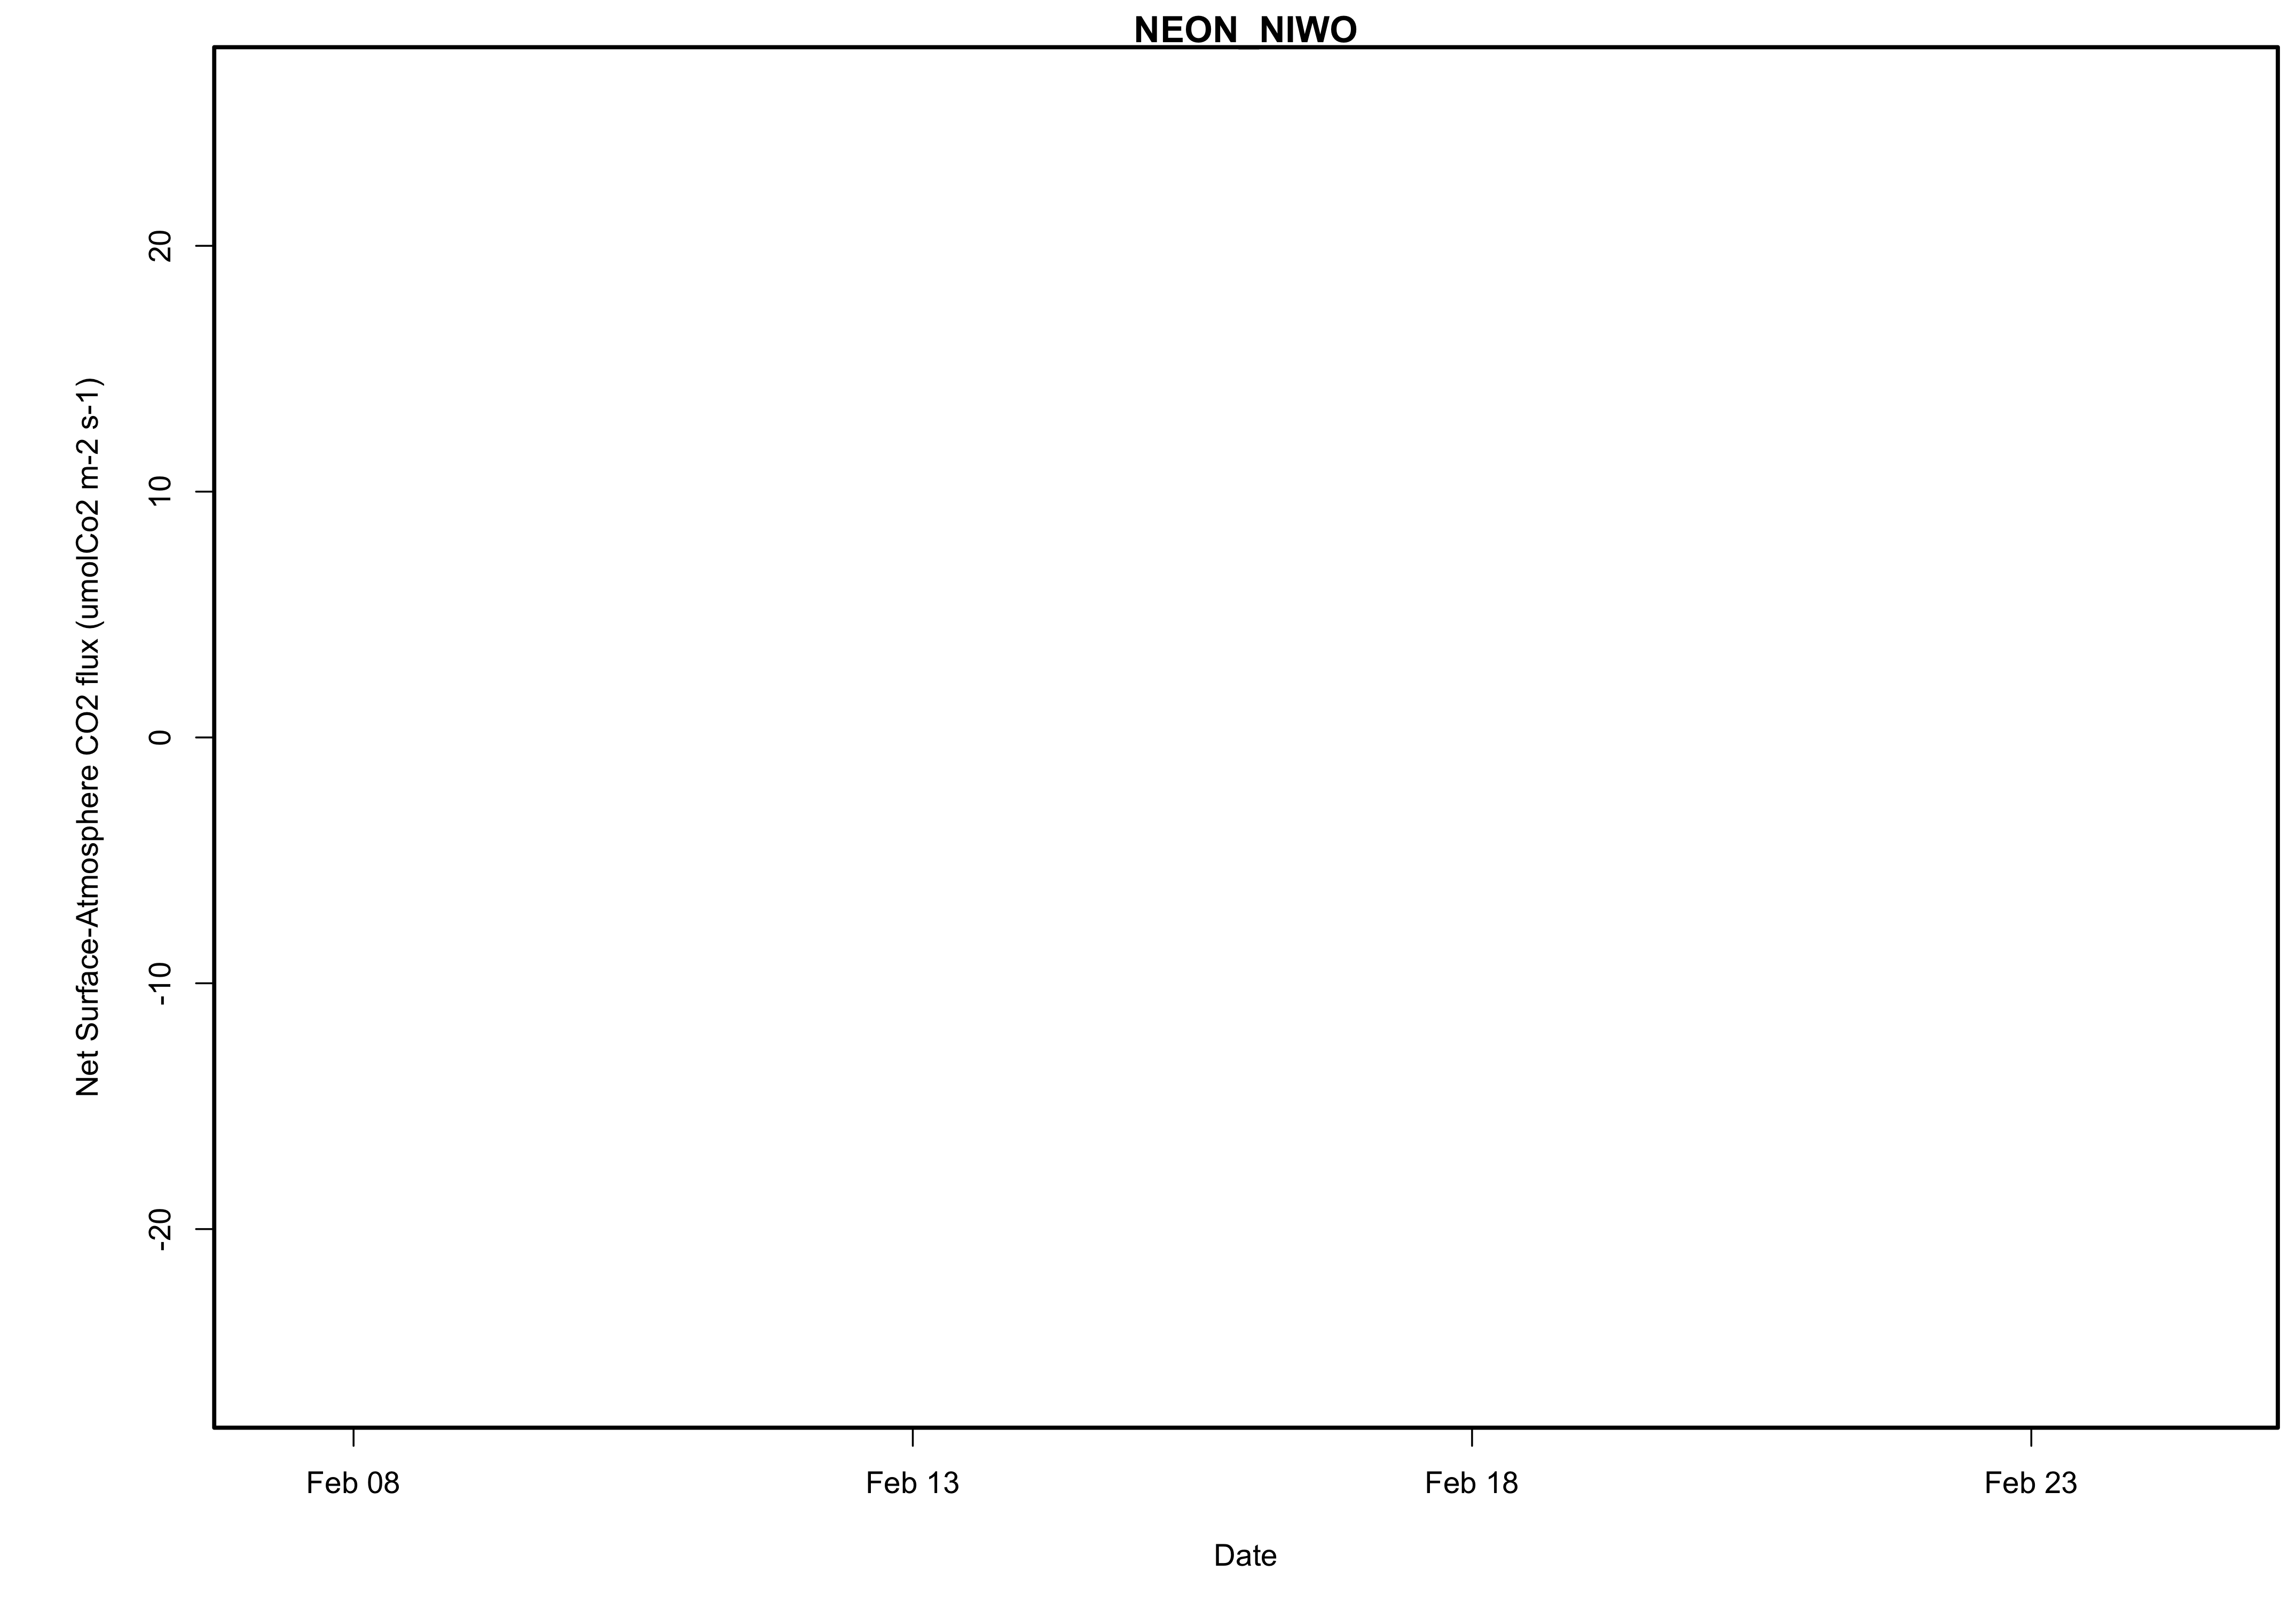 NEON_NIWO
Net Surface-Atmosphere CO2 flux (umolCo2 m-2 s-1)
20
10
0
-10
-20
Feb 08
Feb 13
Feb 18
Feb 23
Date